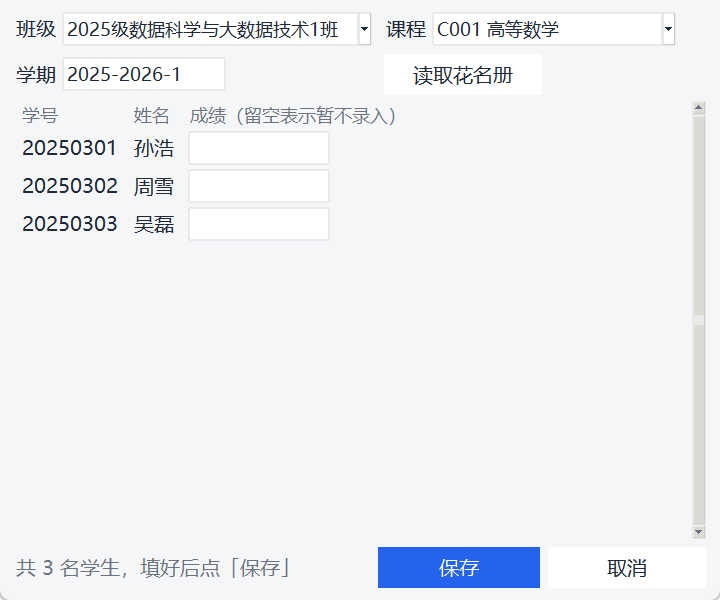 班级 2025级数据科学与大数据技术1班 课程 C001 高等数学
学期 2025-2026-1 读取花名册
学号 姓名 成绩（留空表示暂不录入）
20250301 孙浩
20250302 周雪
20250303 吴磊
共 3 名学生，填好后点「保存」 保存 取消